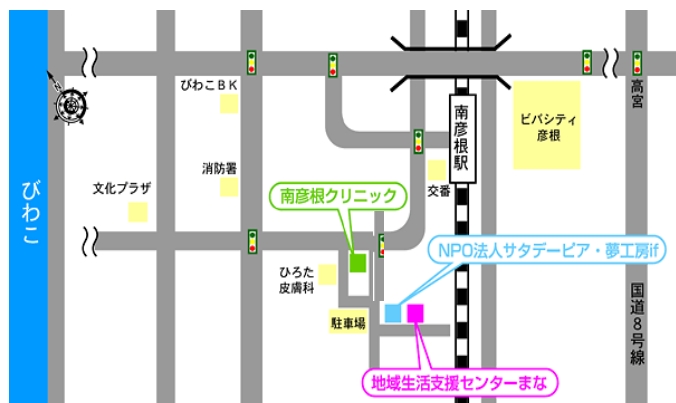 びわこBK
高宮
南彦根駅
ビバシティ
彦根
消防署
交番
文化プラザ
びわこ
南彦根クリニック
NPO法人サタデーピア・夢工房if
ひろた
皮膚科
国道8号線
駐車場
地域生活支援センターまな